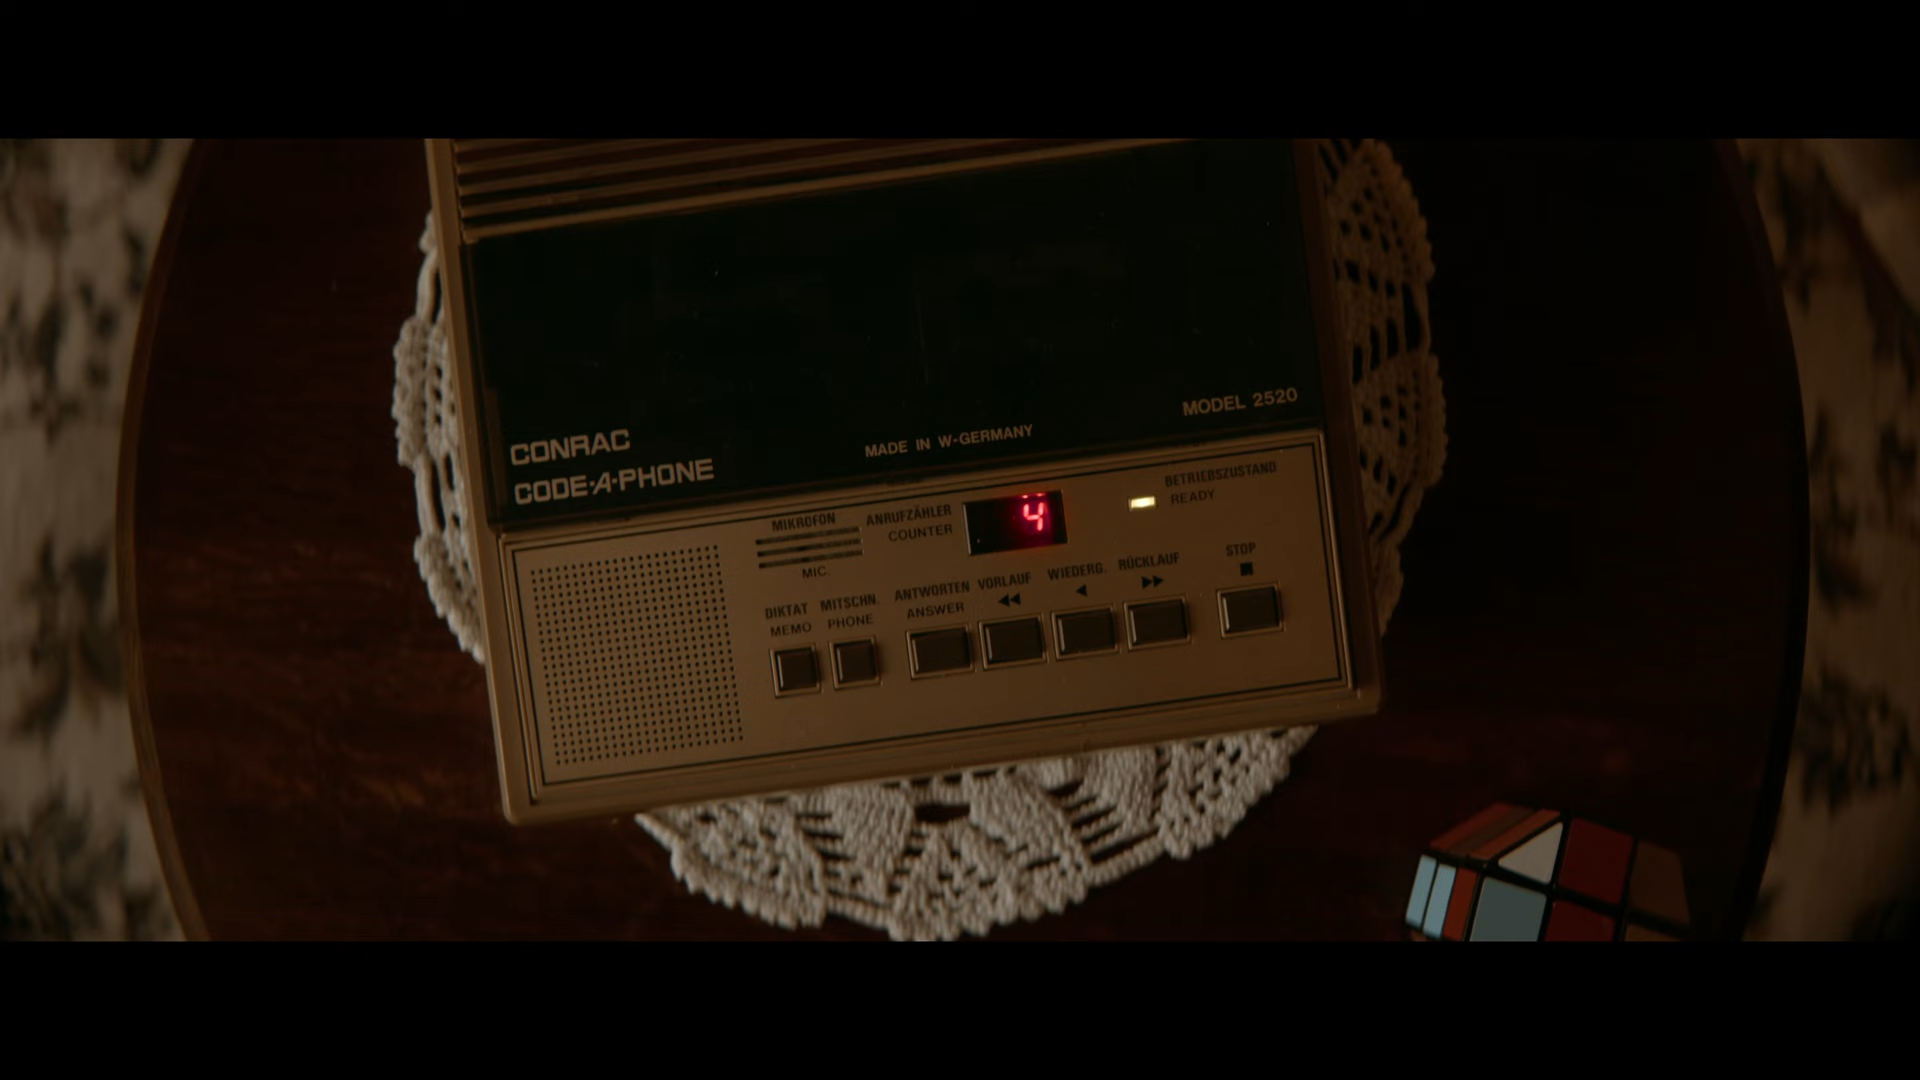 MODEL 2520
CONRAC
MADE IN W-GERMANY
CODE-A-PHONE
BETRIEBSZUSTAND
READY
MIKROFON
ANRUFZÄHLER
COUNTER
4
MIC.
STOP
DIKTAT
MEMO
MITSCHN.
PHONE
ANTWORTEN
ANSWER
VORLAUF
◀◀
WIEDERG.
◀
RÜCKLAUF
▶▶
■